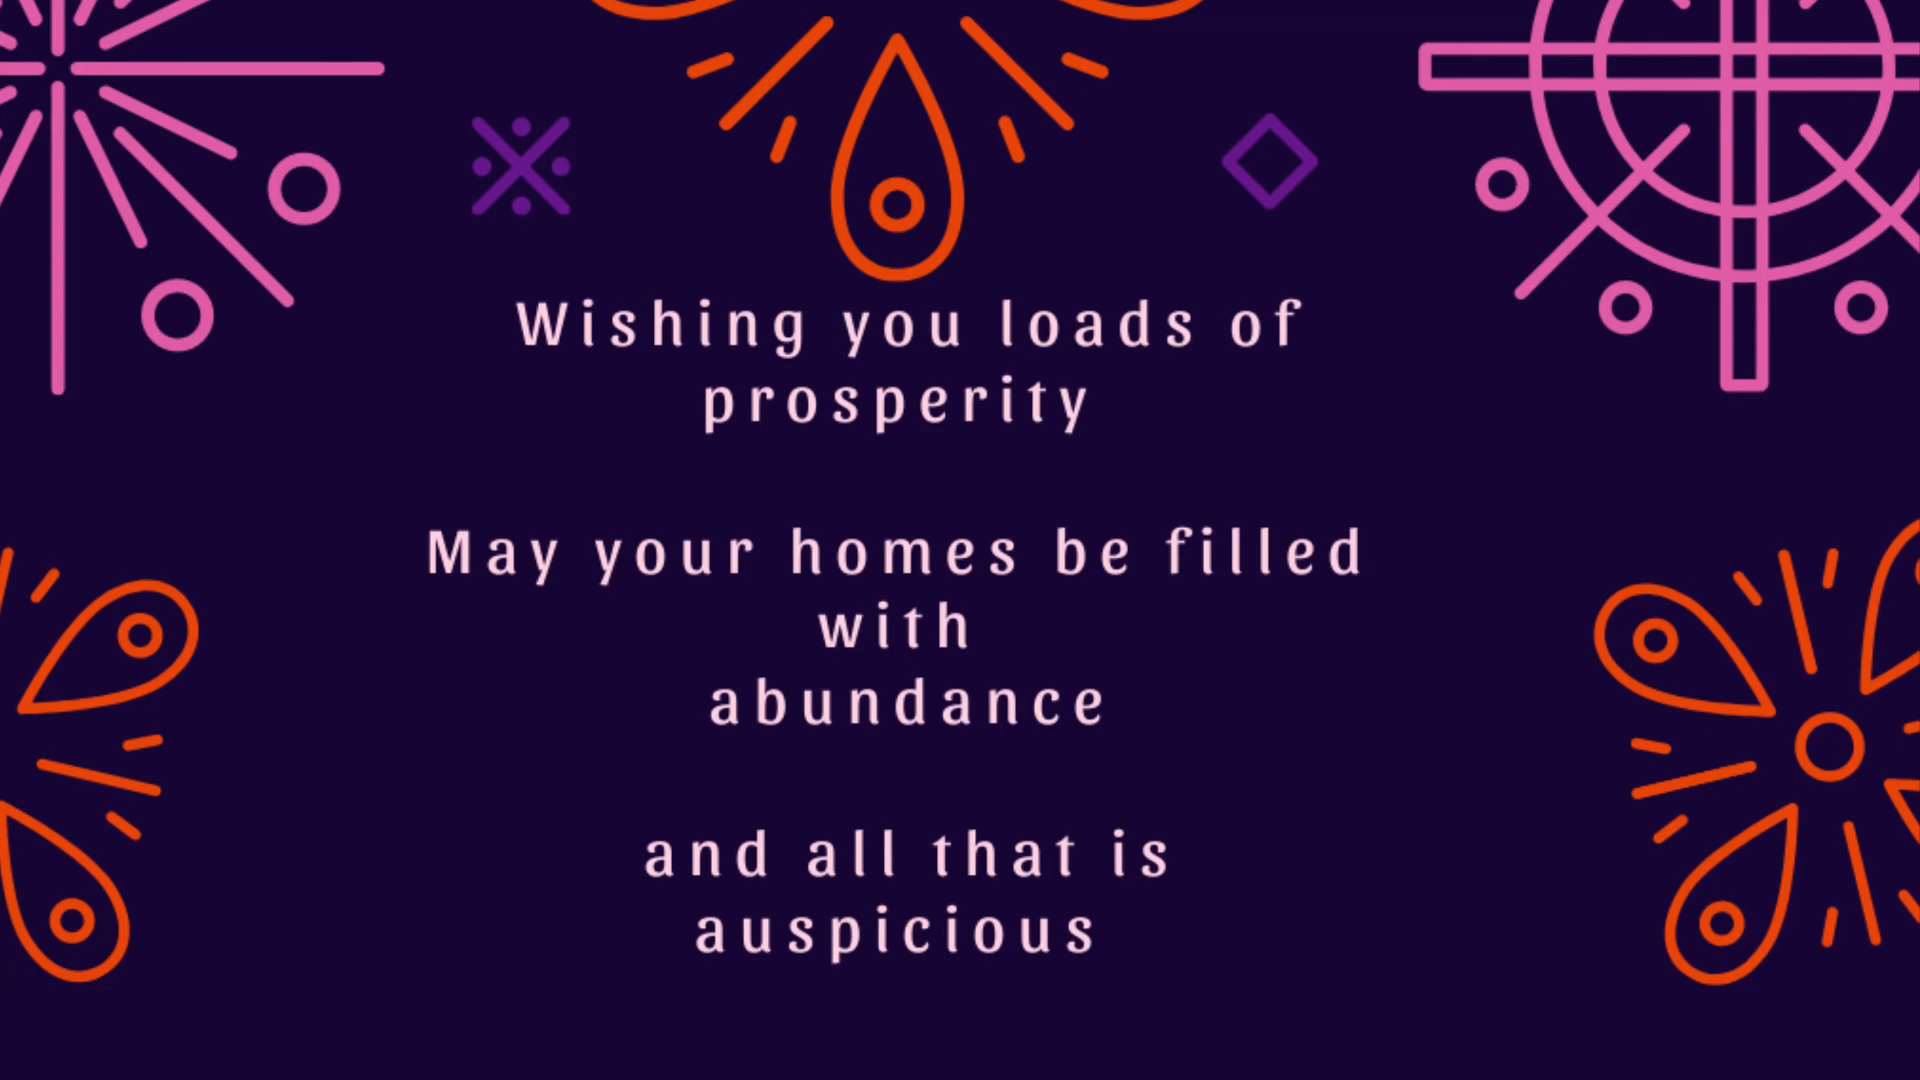 Wishing you loads of
prosperity
May your homes be filled
with
abundance
and all that is
auspicious